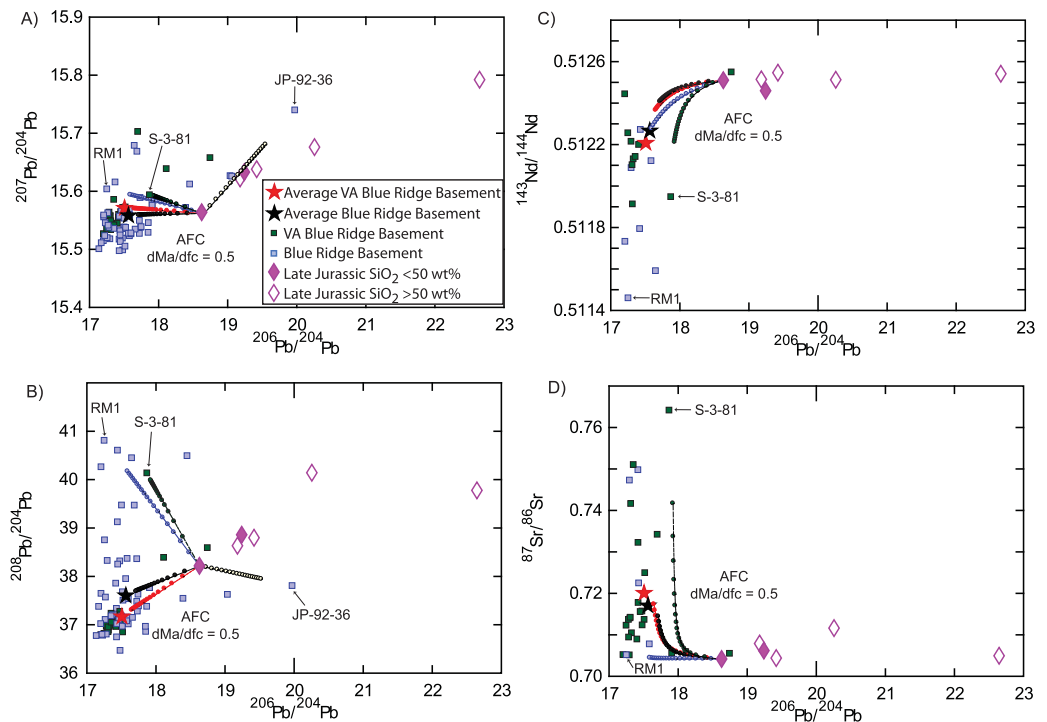 A)
15.9
15.8
15.7
15.6
15.5
15.4
207Pb/204Pb
JP-92-36
S-3-81
RM1
AFC
dMa/dfc = 0.5
Average VA Blue Ridge Basement
Average Blue Ridge Basement
VA Blue Ridge Basement
Blue Ridge Basement
Late Jurassic SiO2 <50 wt%
Late Jurassic SiO2 >50 wt%
17 18 19 20 21 22 23
206Pb/204Pb
C)
0.5126
0.5122
0.5118
0.5114
143Nd/144Nd
AFC
dMa/dfc = 0.5
S-3-81
RM1
17 18 19 20 21 22 23
206Pb/204Pb
B)
41
40
39
38
37
36
208Pb/204Pb
RM1
S-3-81
AFC
dMa/dfc = 0.5
JP-92-36
17 18 19 20 21 22 23
206Pb/204Pb
D)
0.76
0.74
0.72
0.70
87Sr/86Sr
S-3-81
AFC
dMa/dfc = 0.5
RM1
17 18 19 20 21 22 23
206Pb/204Pb